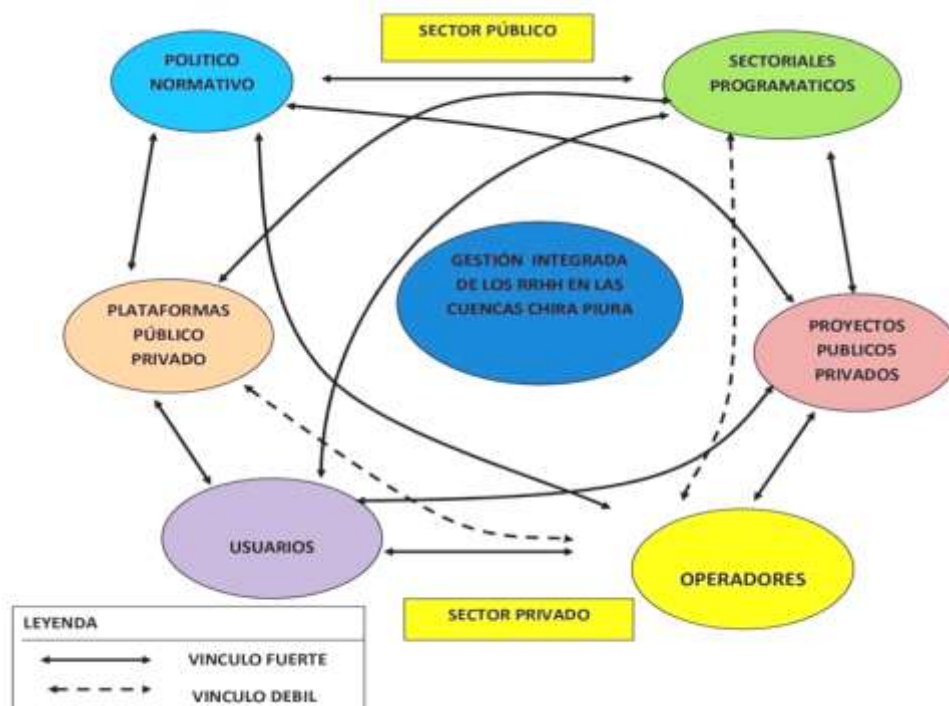 SECTOR PÚBLICO
POLITICO
NORMATIVO
SECTORIALES
PROGRAMATICOS
GESTIÓN INTEGRADA
DE LOS RRHH EN LAS
CUENCAS CHIRA PIURA
PLATAFORMAS
PÚBLICO
PRIVADO
PROYECTOS
PUBLICOS
PRIVADOS
USUARIOS
OPERADORES
SECTOR PRIVADO
LEYENDA
VINCULO FUERTE
VINCULO DEBIL